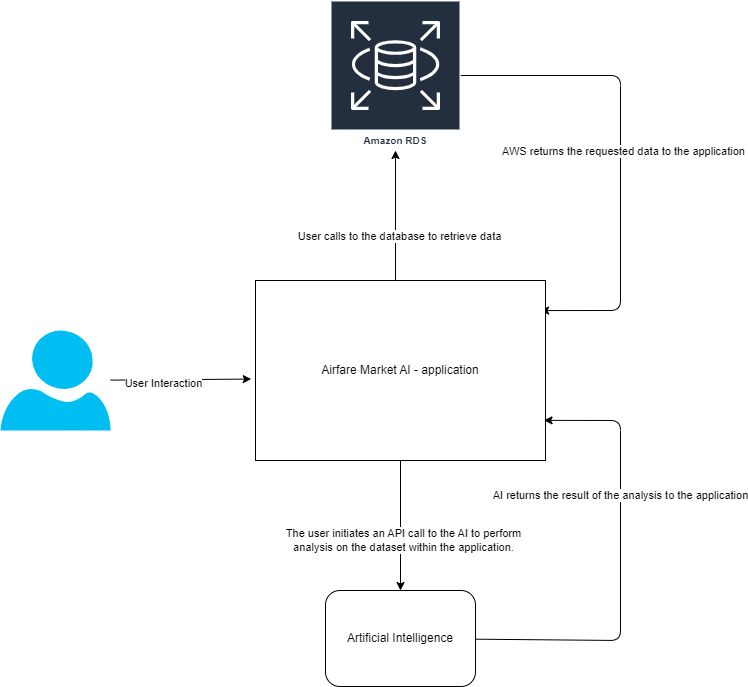 Amazon RDS
AWS returns the requested data to the application
User calls to the database to retrieve data
Airfare Market AI - application
User Interaction
AI returns the result of the analysis to the application
The user initiates an API call to the AI to perform
analysis on the dataset within the application.
Artificial Intelligence